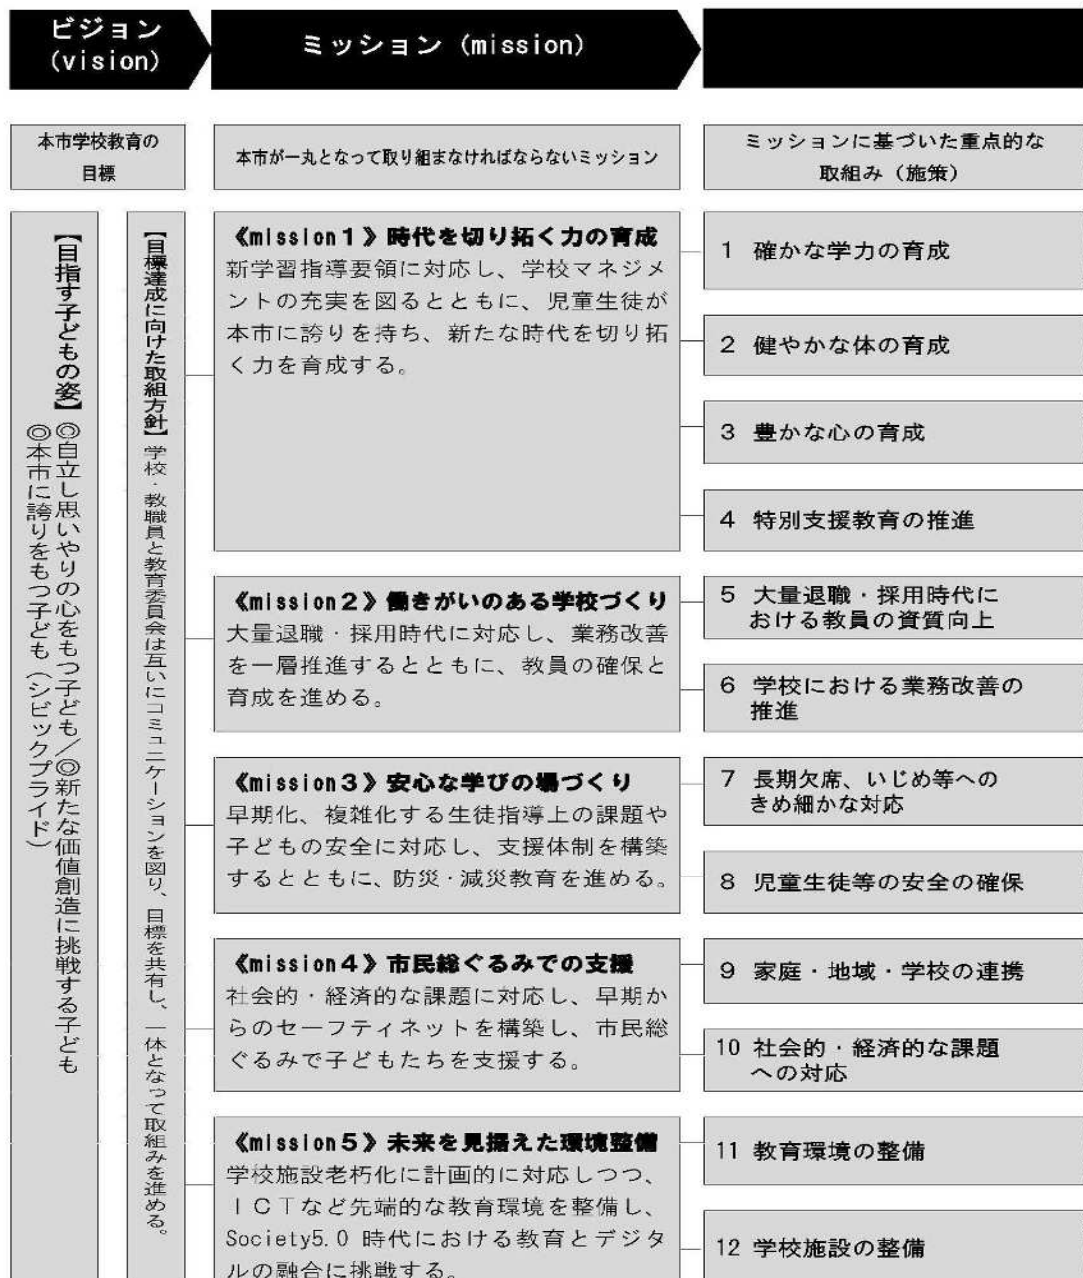 ビジョン
(vision)
ミッション (mission)
本市学校教育の
目標
本市が一丸となって取り組まなければならないミッション
ミッションに基づいた重点的な
取組み（施策）
【目指す子どもの姿】◎自立し思いやりの心をもつ子ども／◎新たな価値創造に挑戦する子ども
◎本市に誇りをもつ子ども（シビックプライド）
【目標達成に向けた取組方針】学校・教職員と教育委員会は互いにコミュニケーションを図り、目標を共有し、一体となって取組みを進める。
《mission１》時代を切り拓く力の育成
新学習指導要領に対応し、学校マネジメ
ントの充実を図るとともに、児童生徒が
本市に誇りを持ち、新たな時代を切り拓
く力を育成する。
1 確かな学力の育成
2 健やかな体の育成
3 豊かな心の育成
4 特別支援教育の推進
《mission２》働きがいのある学校づくり
大量退職・採用時代に対応し、業務改善
を一層推進するとともに、教員の確保と
育成を進める。
5 大量退職・採用時代に
おける教員の資質向上
6 学校における業務改善の
推進
《mission３》安心な学びの場づくり
早期化、複雑化する生徒指導上の課題や
子どもの安全に対応し、支援体制を構築
するとともに、防災・減災教育を進める。
7 長期欠席、いじめ等への
きめ細かな対応
8 児童生徒等の安全の確保
《mission４》市民総ぐるみでの支援
社会的・経済的な課題に対応し、早期か
らのセーフティネットを構築し、市民総
ぐるみで子どもたちを支援する。
9 家庭・地域・学校の連携
10 社会的・経済的な課題
への対応
《mission５》未来を見据えた環境整備
学校施設老朽化に計画的に対応しつつ、
ＩＣＴなど先端的な教育環境を整備し、
Society5.0 時代における教育とデジタ
ルの融合に挑戦する。
11 教育環境の整備
12 学校施設の整備